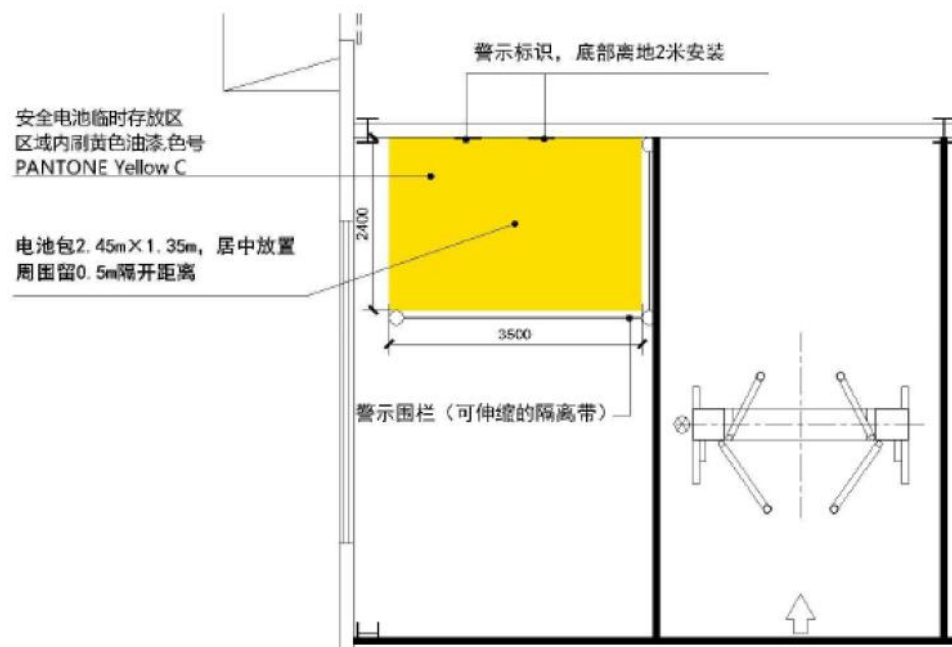 警示标识，底部离地2米安装
安全电池临时存放区
区域内刷黄色油漆,色号
PANTONE Yellow C
2400
电池包2.45m×1.35m，居中放置
周围留0.5m隔开距离
3500
警示围栏（可伸缩的隔离带）